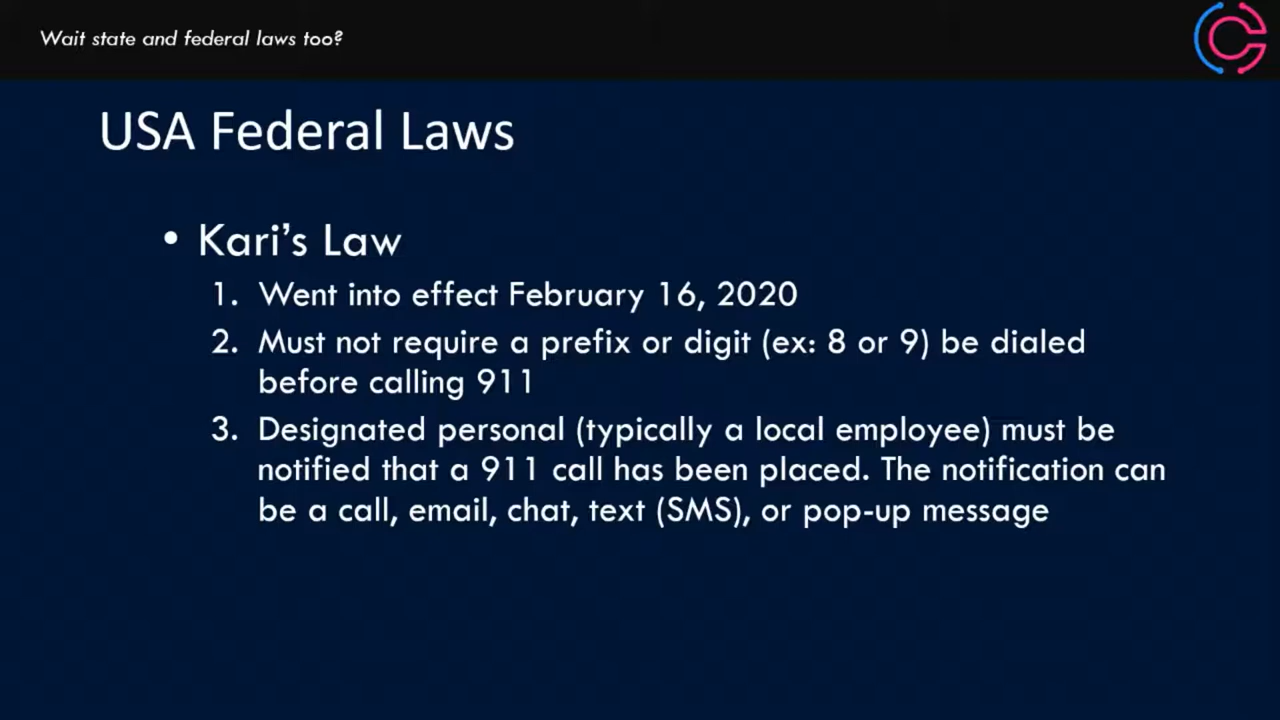 Wait state and federal laws too?
USA Federal Laws
• Kari’s Law
1. Went into effect February 16, 2020
2. Must not require a prefix or digit (ex: 8 or 9) be dialed
before calling 911
3. Designated personal (typically a local employee) must be
notified that a 911 call has been placed. The notification can
be a call, email, chat, text (SMS), or pop-up message